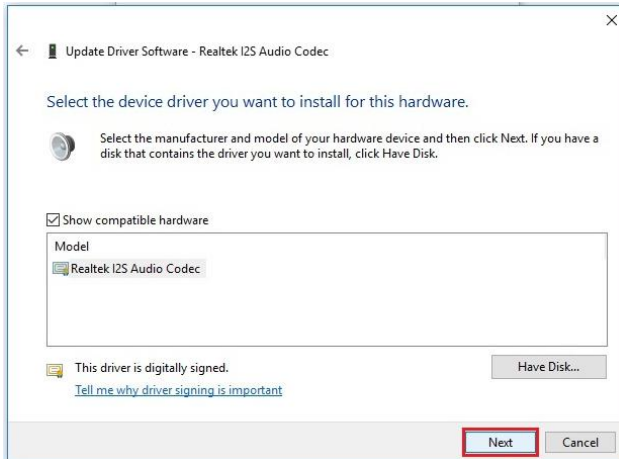 Update Driver Software - Realtek I2S Audio Codec
Select the device driver you want to install for this hardware.
Select the manufacturer and model of your hardware device and then click Next. If you have a
disk that contains the driver you want to install, click Have Disk.
Show compatible hardware
Model
Realtek I2S Audio Codec
This driver is digitally signed.
Have Disk...
Tell me why driver signing is important
Next
Cancel